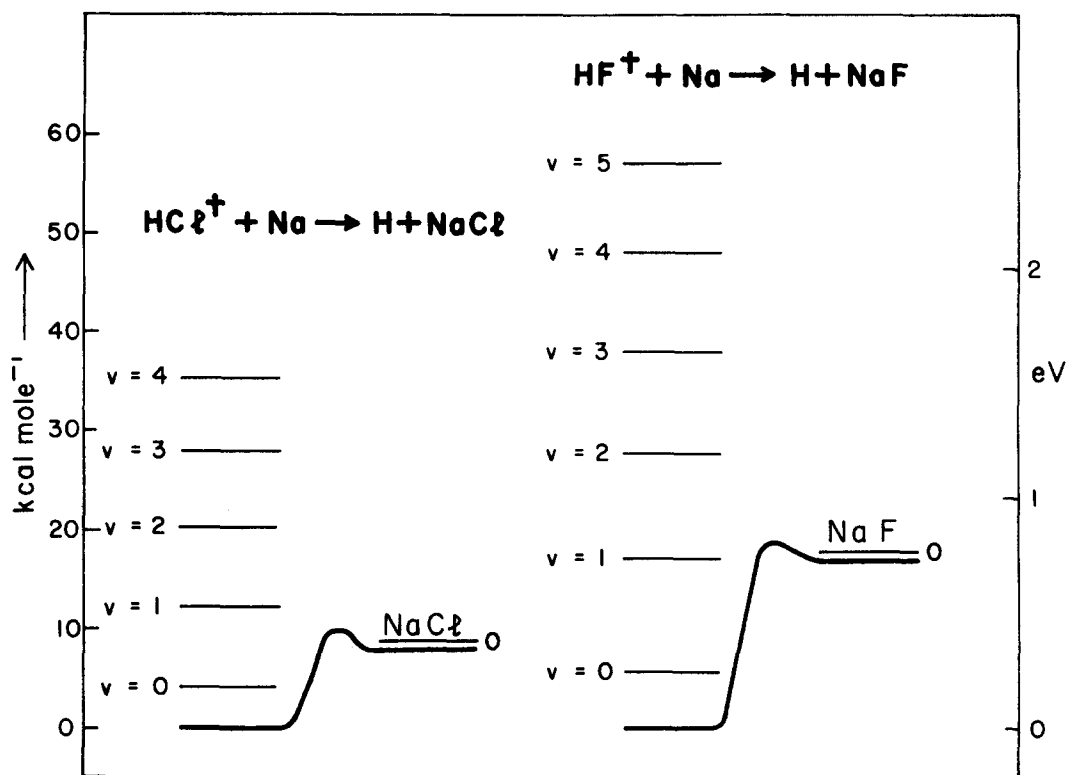 HF† + Na → H + NaF
60
v = 5
HCl† + Na → H + NaCl
50
v = 4
2
40
v = 4
v = 3
eV
kcal mole⁻¹ →
30
v = 3
v = 2
1
20
v = 2
v = 1
NaF
0
v = 1
10
NaCl
0
v = 0
v = 0
0
0